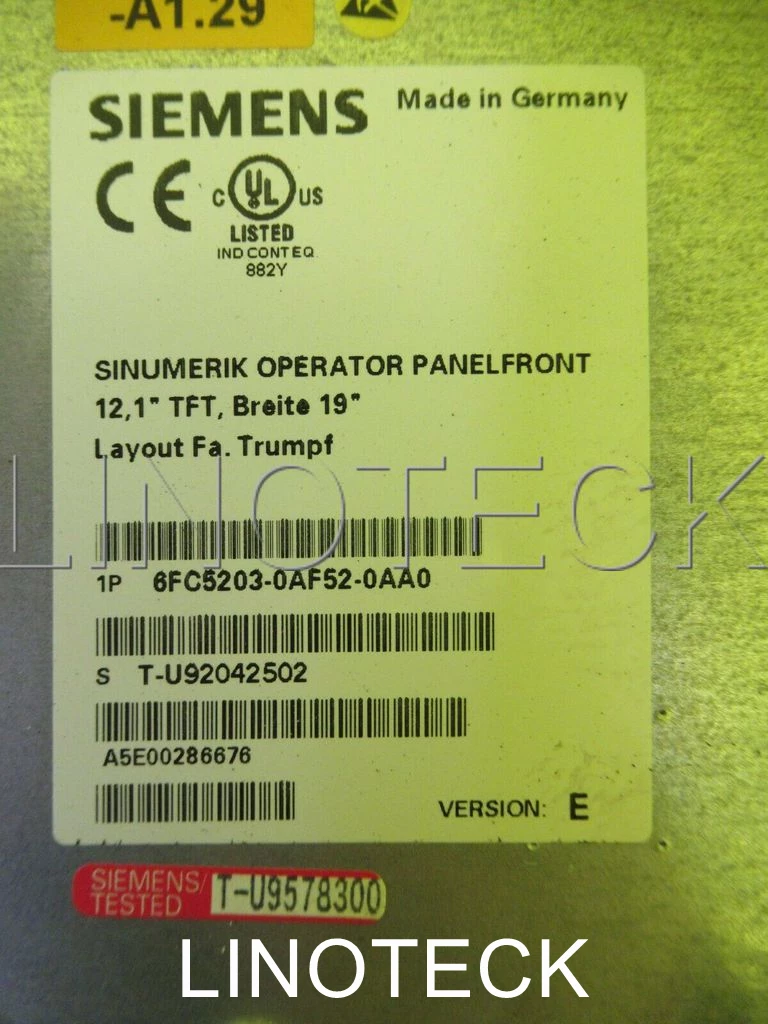 -A1.29
SIEMENS
Made in Germany
CE
C UL US
LISTED
IND CONT EQ
882Y
SINUMERIK OPERATOR PANELFRONT
12,1" TFT, Breite 19"
Layout Fa. Trumpf
LINOTECK
1P 6FC5203-0AF52-0AA0
S T-U92042502
A5E00286676
VERSION: E
SIEMENS/
TESTED
T-U9578300
LINOTECK